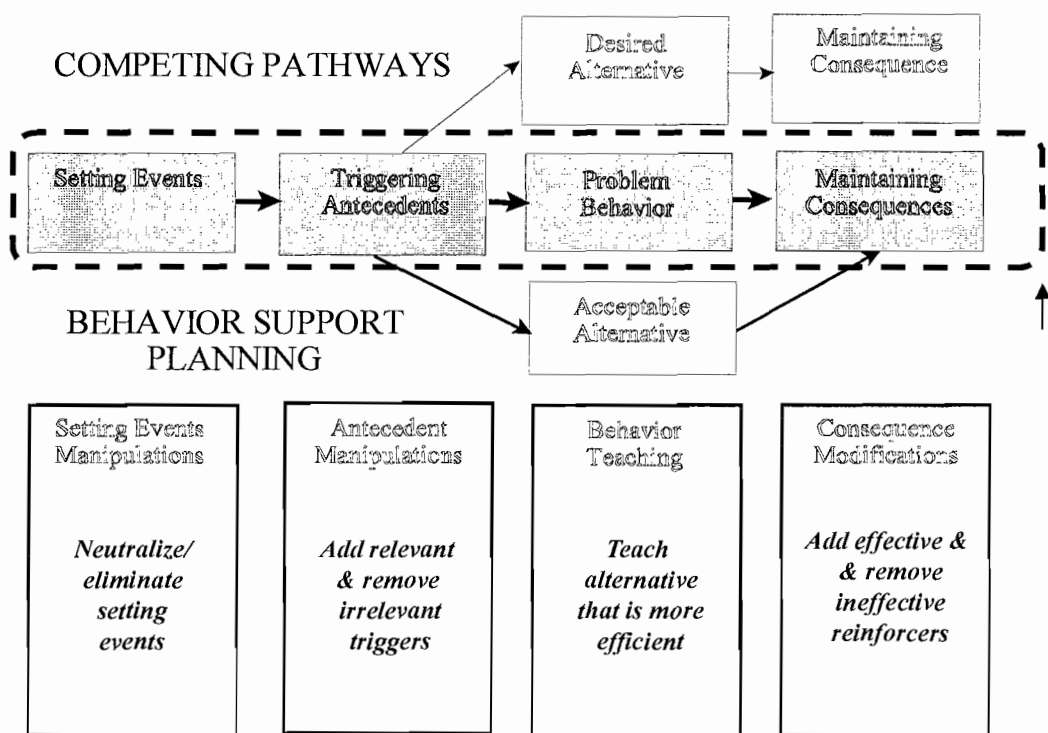 COMPETING PATHWAYS
Desired
Alternative
Maintaining
Consequence
Setting Events
Triggering
Antecedents
Problem
Behavior
Maintaining
Consequences
Acceptable
Alternative
BEHAVIOR SUPPORT
PLANNING
Setting Events
Manipulations
Neutralize/
eliminate
setting
events
Antecedent
Manipulations
Add relevant
& remove
irrelevant
triggers
Behavior
Teaching
Teach
alternative
that is more
efficient
Consequence
Modifications
Add effective &
& remove
ineffective
reinforcers